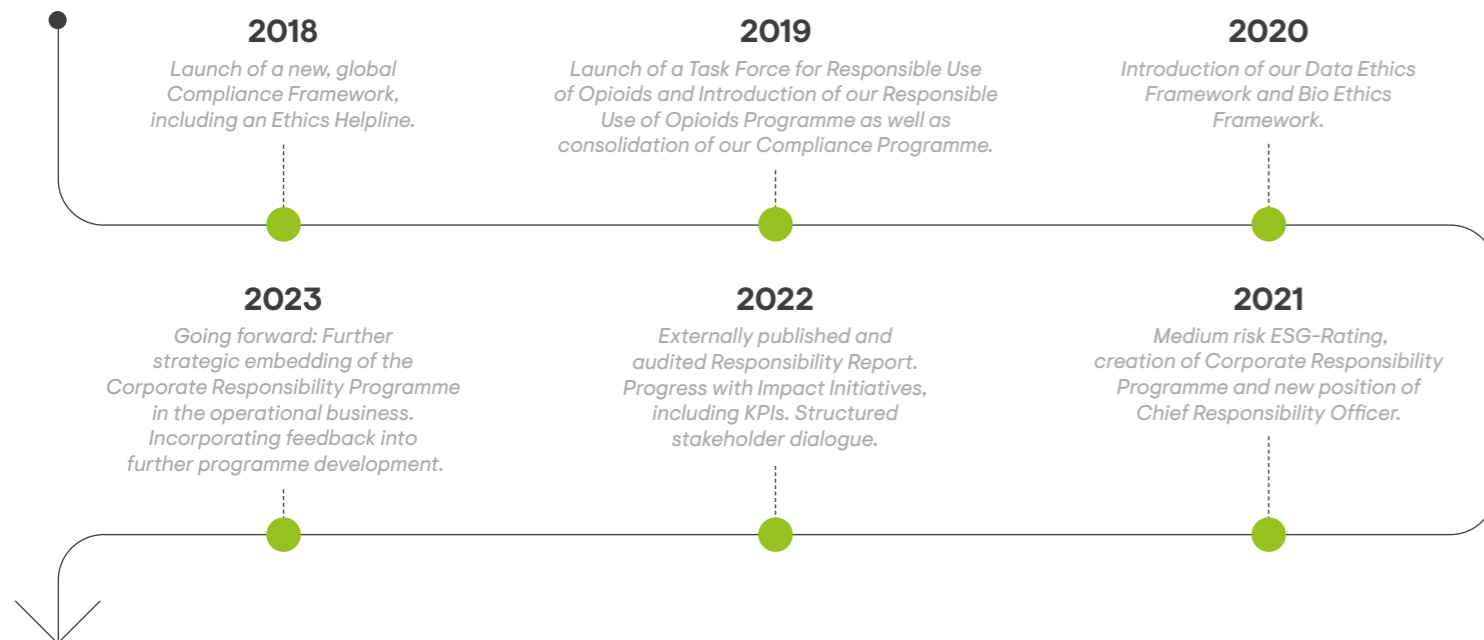 2018
Launch of a new, global
Compliance Framework,
including an Ethics Helpline.
2019
Launch of a Task Force for Responsible Use
of Opioids and Introduction of our Responsible
Use of Opioids Programme as well as
consolidation of our Compliance Programme.
2020
Introduction of our Data Ethics
Framework and Bio Ethics
Framework.
2021
Medium risk ESG-Rating,
creation of Corporate Responsibility
Programme and new position of
Chief Responsibility Officer.
2022
Externally published and
audited Responsibility Report.
Progress with Impact Initiatives,
including KPIs. Structured
stakeholder dialogue.
2023
Going forward: Further
strategic embedding of the
Corporate Responsibility Programme
in the operational business.
Incorporating feedback into
further programme development.